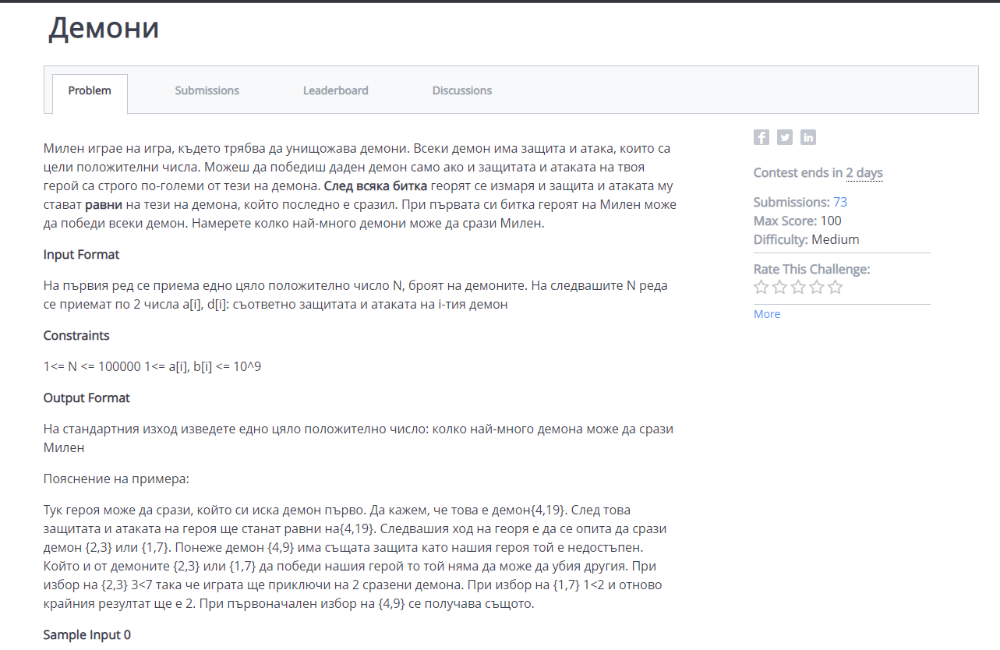 Демони
Problem
Submissions
Leaderboard
Discussions
Милен играе на игра, където трябва да унищожава демони. Всеки демон има защита и атака, които са
цели положителни числа. Можеш да победиш даден демон само ако и защитата и атаката на твоя
герой са строго по-големи от тези на демона. След всяка битка георят се измаря и защита и атаката му
стават равни на тези на демона, който последно е сразил. При първата си битка героят на Милен може
да победи всеки демон. Намерете колко най-много демони може да срази Милен.
Input Format
На първия ред се приема едно цяло положително число N, броят на демоните. На следвашите N реда
се приемат по 2 числа a[i], d[i]: съответно защитата и атаката на i-тия демон
Constraints
1<= N <= 100000 1<= a[i], b[i] <= 10^9
Output Format
На стандартния изход изведете едно цяло положително число: колко най-много демона може да срази
Милен
Пояснение на примера:
Тук героя може да срази, който си иска демон първо. Да кажем, че това е демон{4,19}. След това
защитата и атаката на героя ще станат равни на{4,19}. Следвашия ход на георя е да се опита да срази
демон {2,3} или {1,7}. Понеже демон {4,9} има същата защита като нашия героя той е недостъпен.
Който и от демоните {2,3} или {1,7} да победи нашия герой то той няма да може да убия другия. При
избор на {2,3} 3<7 така че играта ще приключи на 2 сразени демона. При избор на {1,7} 1<2 и отново
крайния резултат ще е 2. При първоначален избор на {4,9} се получава същото.
Sample Input 0
f
in
Contest ends in 2 days
Submissions: 73
Max Score: 100
Difficulty: Medium
Rate This Challenge:
More